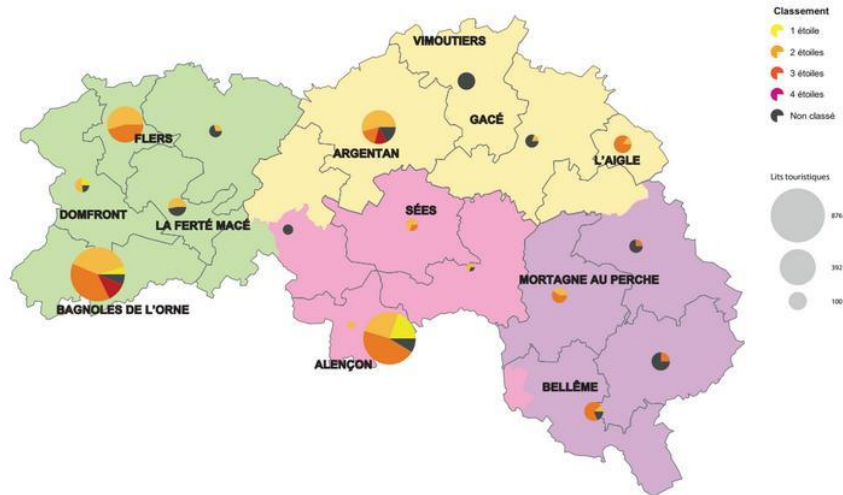 Classement
1 étoile
2 étoiles
3 étoiles
4 étoiles
Non classé
Lits touristiques
876
392
100
VIMOUTIERS
GACÉ
FLERS
ARGENTAN
L'AIGLE
DOMFRONT
LA FERTÉ MACÉ
SÉES
BAGNOLES DE L'ORNE
MORTAGNE AU PERCHE
ALENÇON
BELLÊME